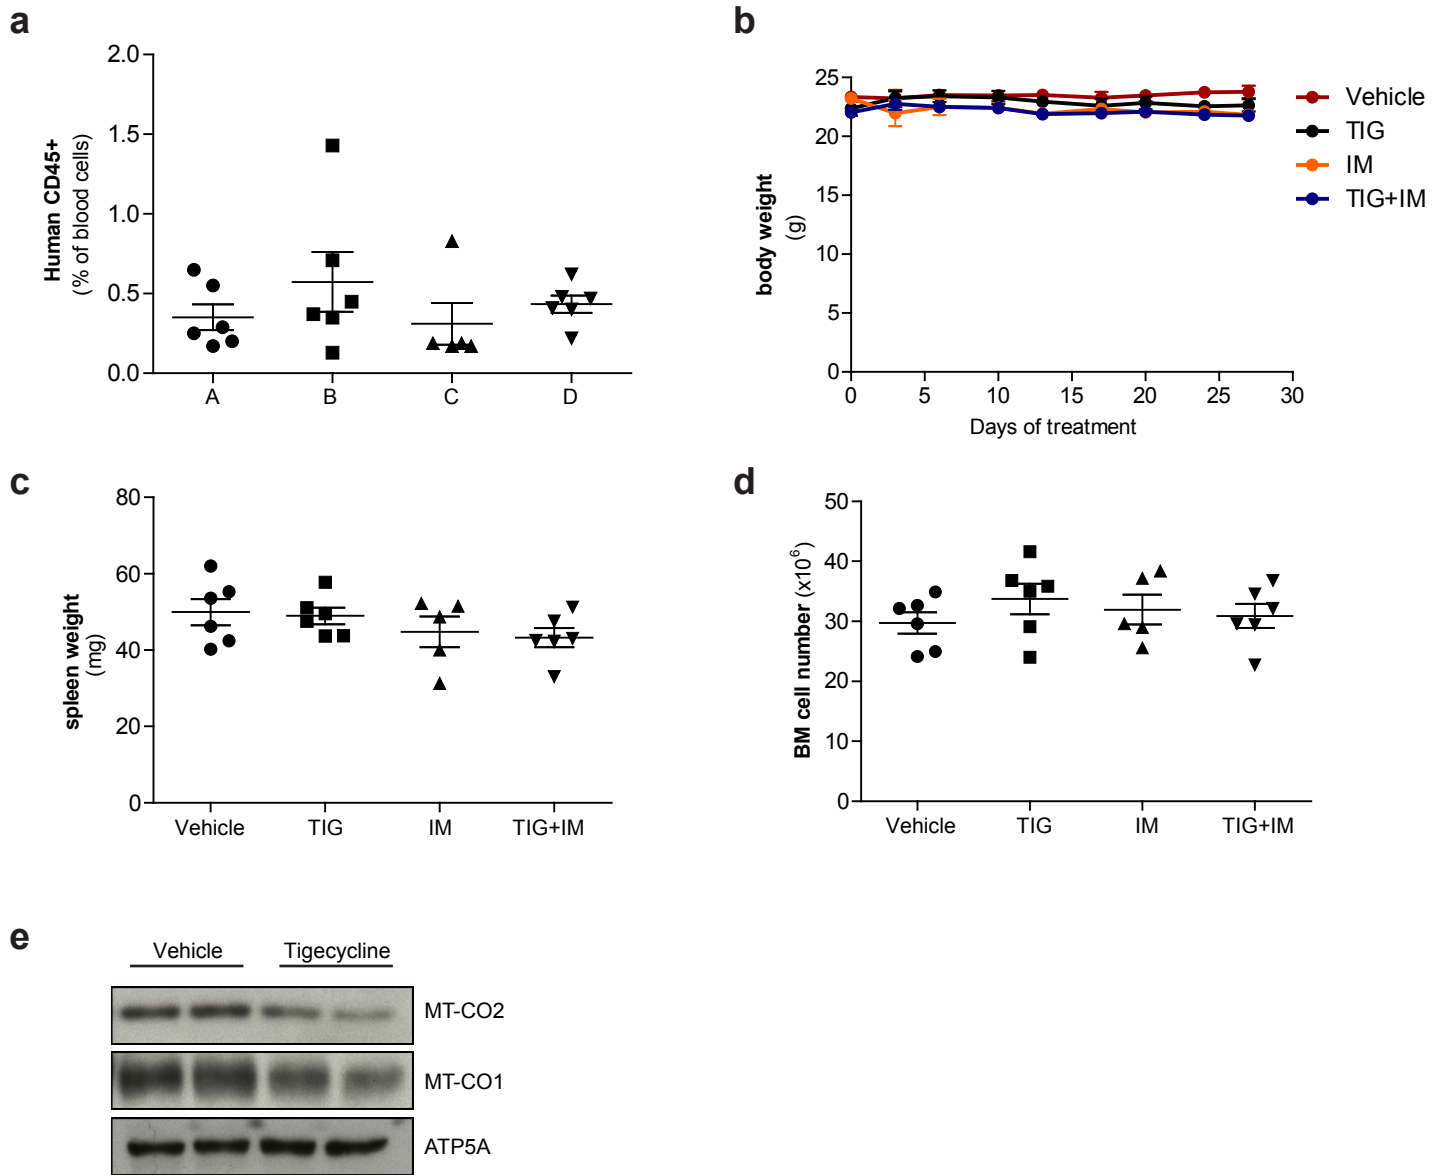 a
Human CD45+
(% of blood cells)
2.0
1.5
1.0
0.5
0.0
A B C D
b
body weight
(g)
25
20
15
10
5
0
0 5 10 15 20 25 30
Days of treatment
Vehicle
TIG
IM
TIG+IM
c
spleen weight
(mg)
80
60
40
20
0
Vehicle TIG IM TIG+IM
d
BM cell number (x10⁶)
50
40
30
20
10
0
Vehicle TIG IM TIG+IM
e
Vehicle Tigecycline
MT-CO2
MT-CO1
ATP5A